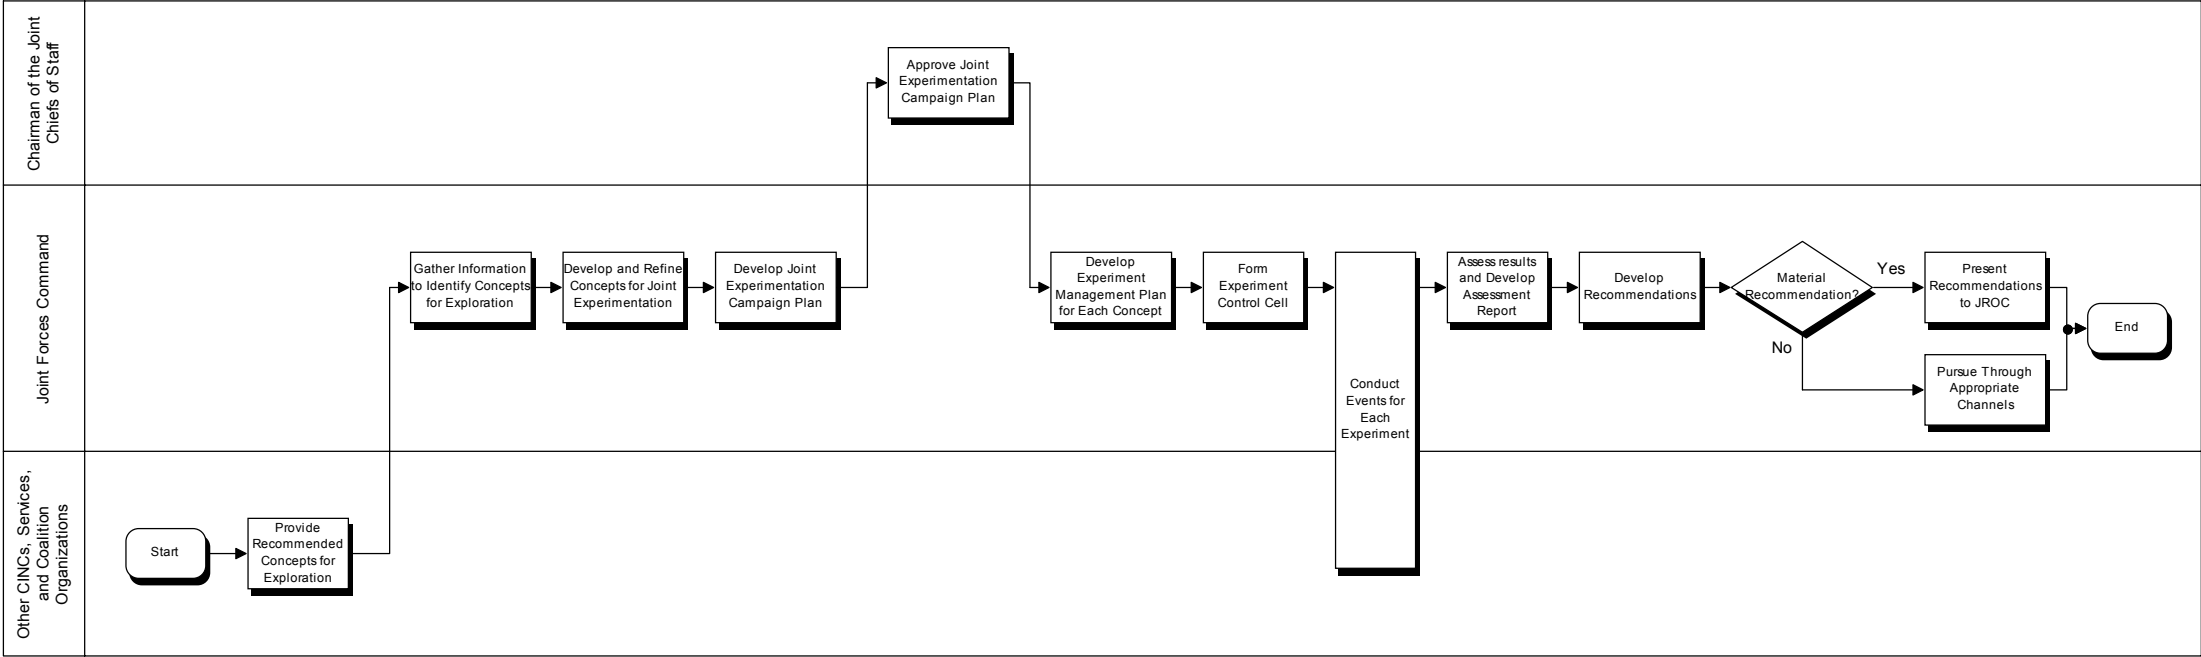 Chairman of the Joint
Chiefs of Staff
Approve Joint
Experimentation
Campaign Plan
Joint Forces Command
Gather Information
to Identify Concepts
for Exploration
Develop and Refine
Concepts for Joint
Experimentation
Develop Joint
Experimentation
Campaign Plan
Develop
Experiment
Management Plan
for Each Concept
Form
Experiment
Control Cell
Conduct
Events for
Each
Experiment
Assess results
and Develop
Assessment
Report
Develop
Recommendations
Material
Recommendation?
Yes
No
Present
Recommendations
to JROC
Pursue Through
Appropriate
Channels
End
Other CINCs, Services,
and Coalition
Organizations
Start
Provide
Recommended
Concepts for
Exploration